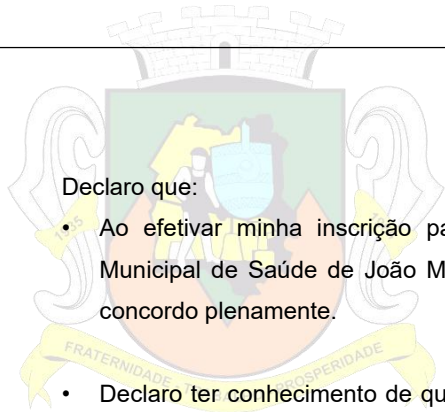 Declaro que:
• Ao efetivar minha inscrição pa
Municipal de Saúde de João M
concordo plenamente.
1935
FRATERNIDADE - PROSPERIDADE
• Declaro ter conhecimento de qu